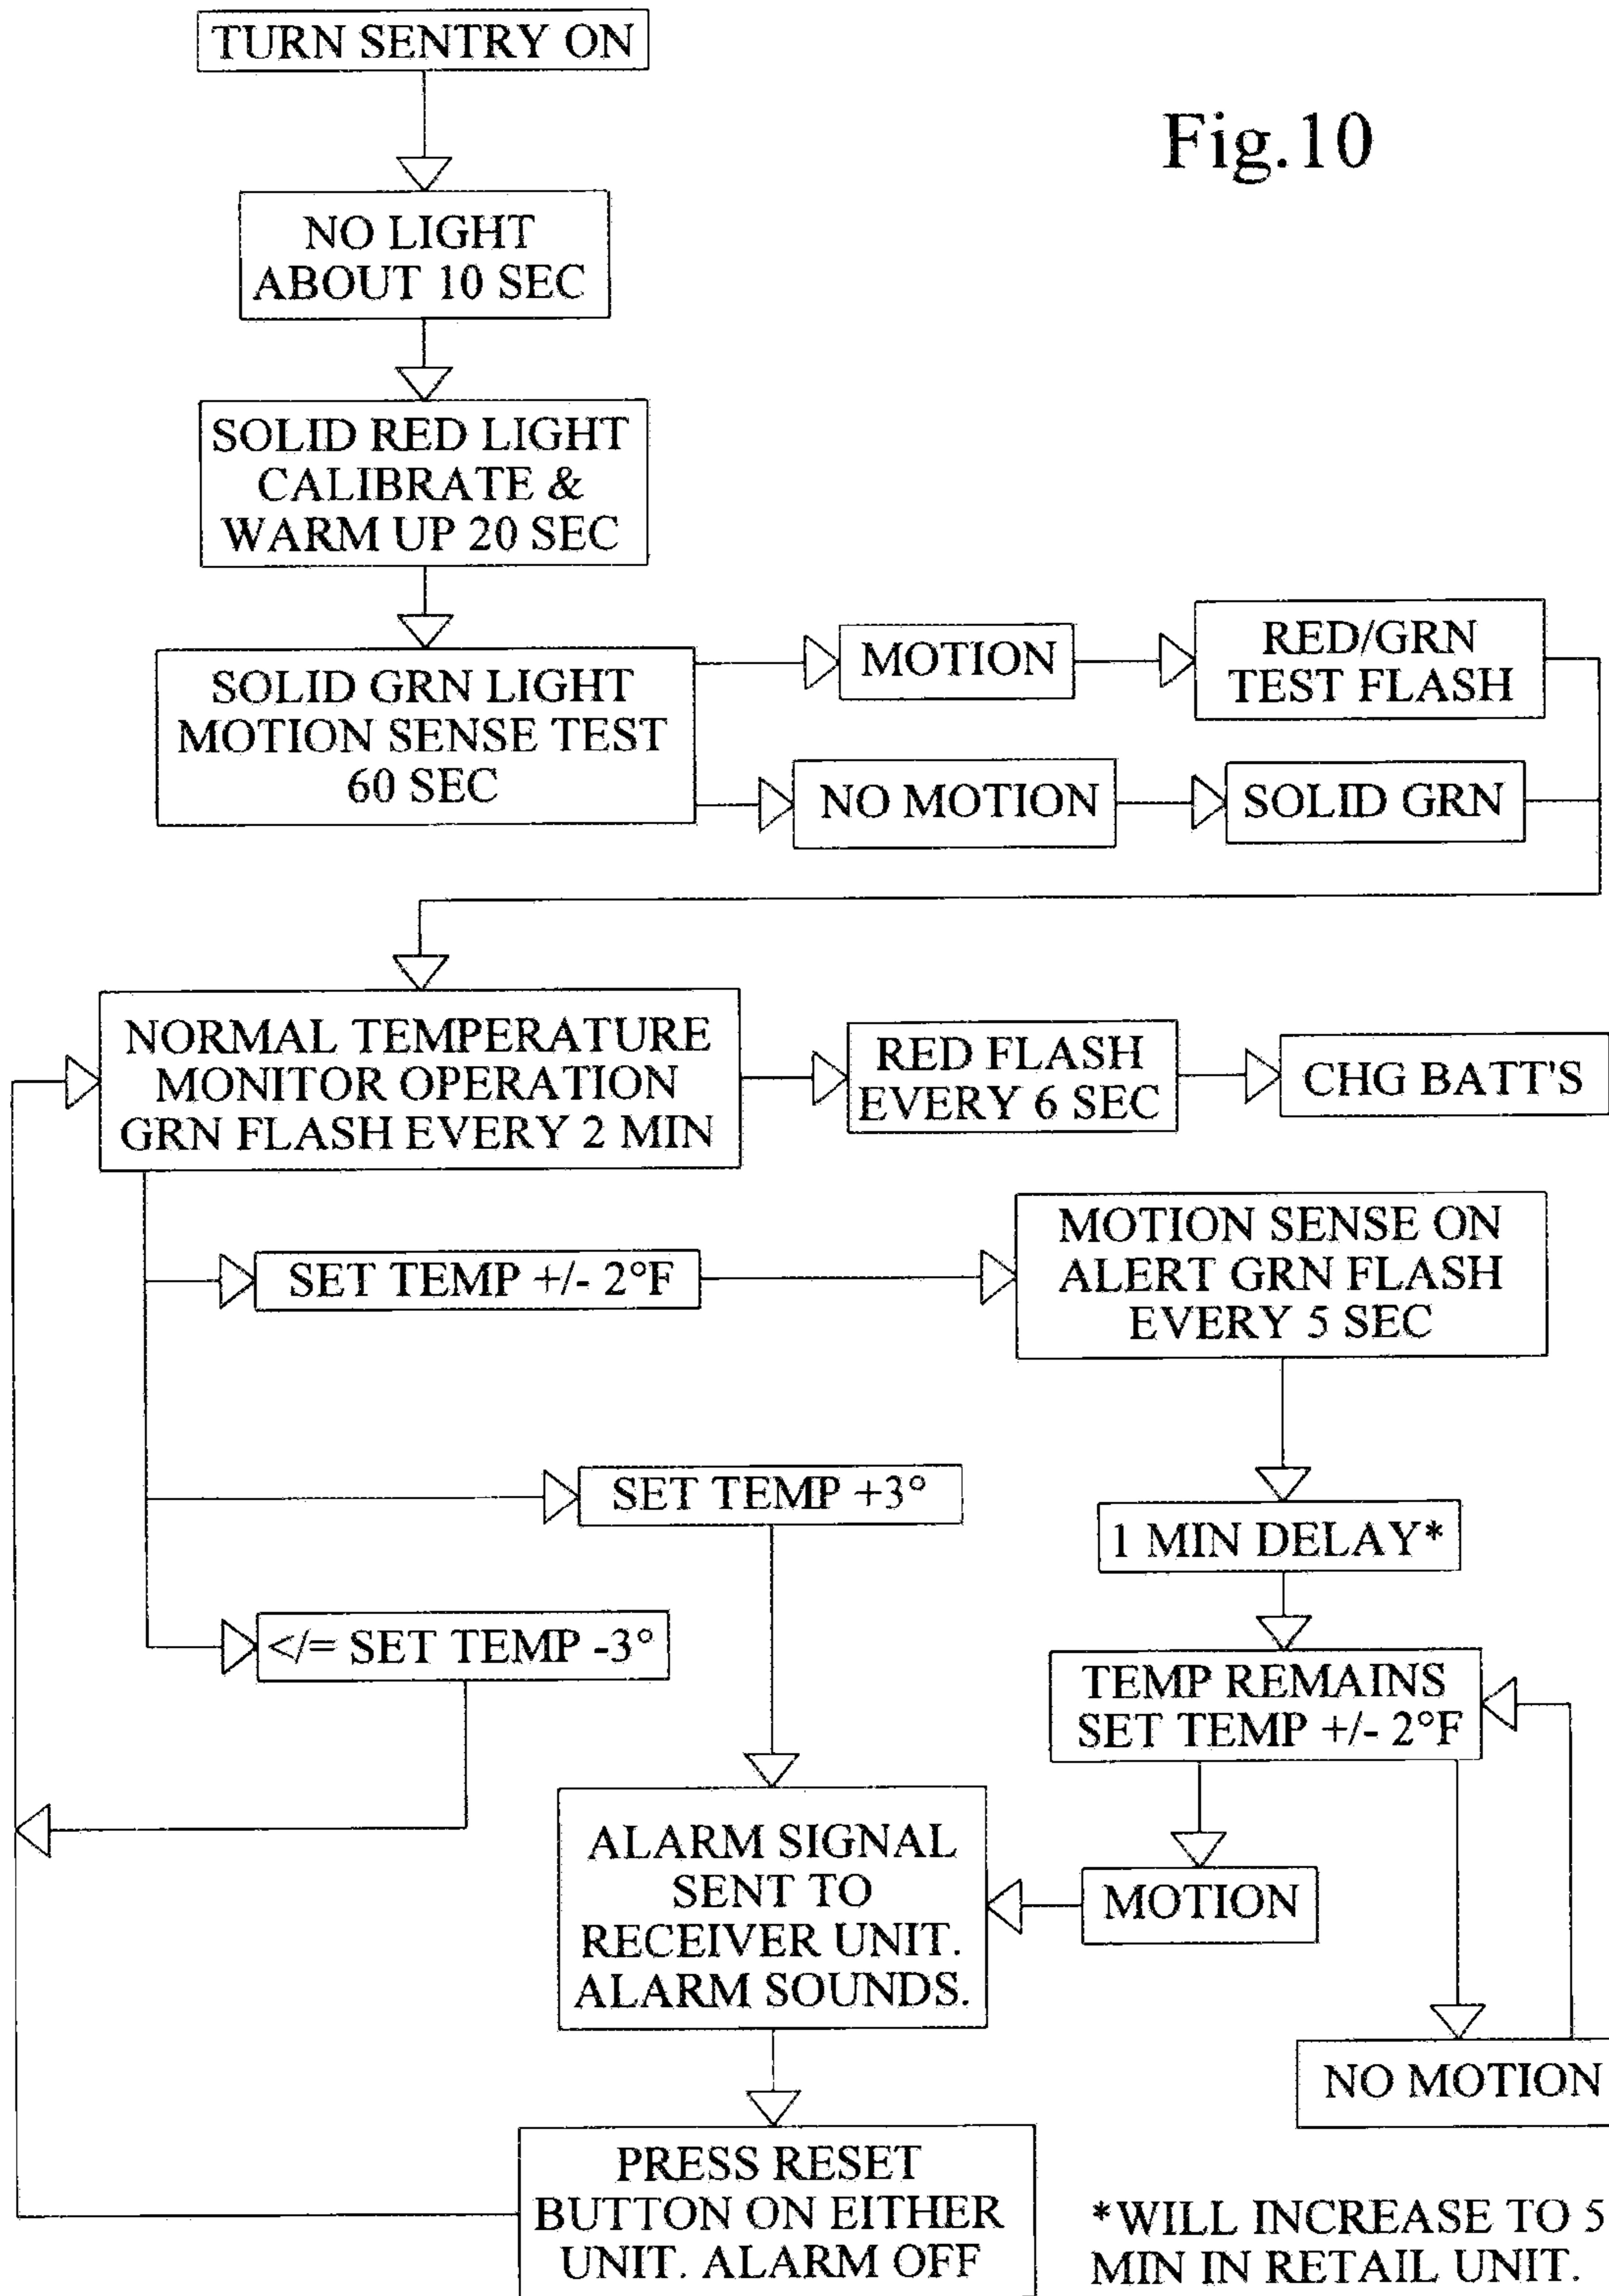 TURN SENTRY ON
Fig.10
NO LIGHT
ABOUT 10 SEC
SOLID RED LIGHT
CALIBRATE &
WARM UP 20 SEC
SOLID GRN LIGHT
MOTION SENSE TEST
60 SEC
MOTION
RED/GRN
TEST FLASH
NO MOTION
SOLID GRN
NORMAL TEMPERATURE
MONITOR OPERATION
GRN FLASH EVERY 2 MIN
RED FLASH
EVERY 6 SEC
CHG BATT'S
SET TEMP +/- 2°F
MOTION SENSE ON
ALERT GRN FLASH
EVERY 5 SEC
SET TEMP +3°
1 MIN DELAY*
</= SET TEMP -3°
TEMP REMAINS
SET TEMP +/- 2°F
ALARM SIGNAL
SENT TO
RECEIVER UNIT.
ALARM SOUNDS.
MOTION
NO MOTION
PRESS RESET
BUTTON ON EITHER
UNIT. ALARM OFF
*WILL INCREASE TO 5
MIN IN RETAIL UNIT.